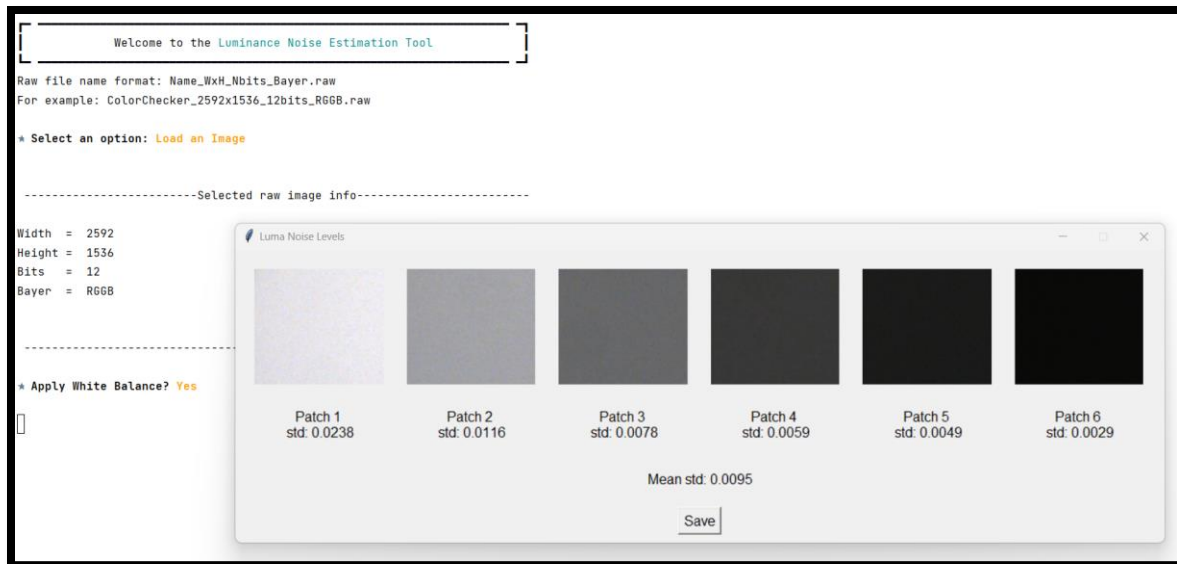 Welcome to the Luminance Noise Estimation Tool
Raw file name format: Name_WxH_Nbits_Bayer.raw
For example: ColorChecker_2592x1536_12bits_RGGB.raw
★ Select an option: Load an Image
-------------------------Selected raw image info-------------------------
Width = 2592
Height = 1536
Bits = 12
Bayer = RGGB
★ Apply White Balance? Yes
Luma Noise Levels
Patch 1 Patch 2 Patch 3 Patch 4 Patch 5 Patch 6
std: 0.0238 std: 0.0116 std: 0.0078 std: 0.0059 std: 0.0049 std: 0.0029
Mean std: 0.0095
Save